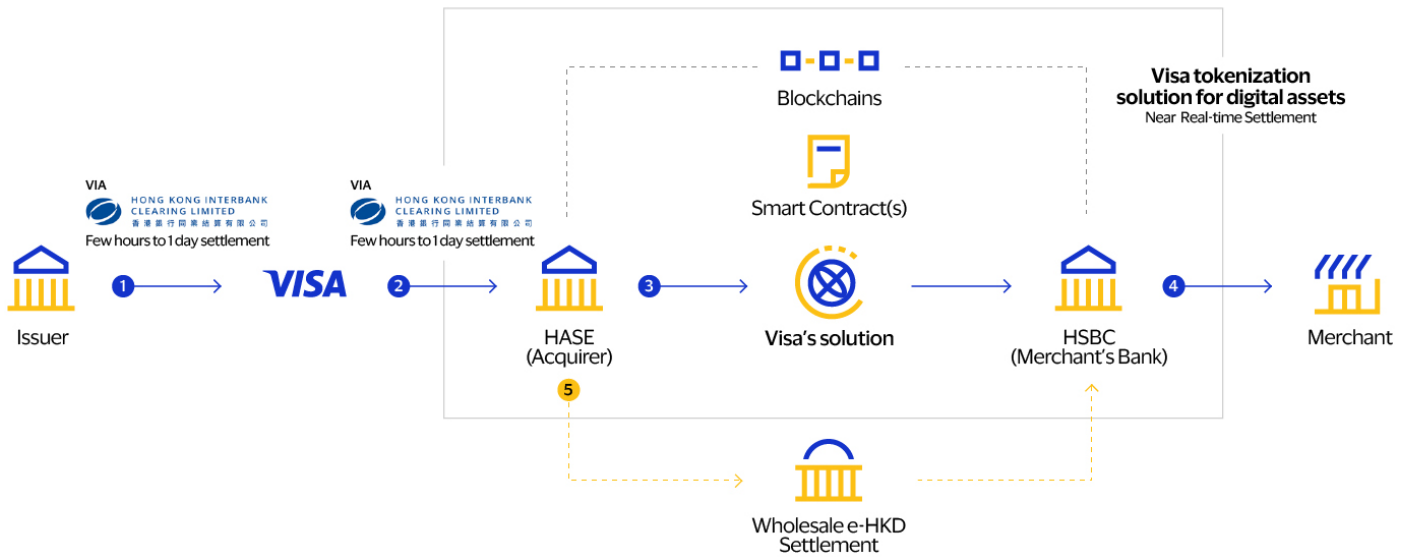 Blockchains
Visa tokenization
solution for digital assets
Near Real-time Settlement
Smart Contract(s)
VIA
HONG KONG INTERBANK
CLEARING LIMITED
香港銀行同業結算有限公司
Few hours to 1 day settlement
VIA
HONG KONG INTERBANK
CLEARING LIMITED
香港銀行同業結算有限公司
Few hours to 1 day settlement
Issuer
1
VISA
2
HASE
(Acquirer)
3
Visa's solution
HSBC
(Merchant's Bank)
4
Merchant
5
Wholesale e-HKD
Settlement